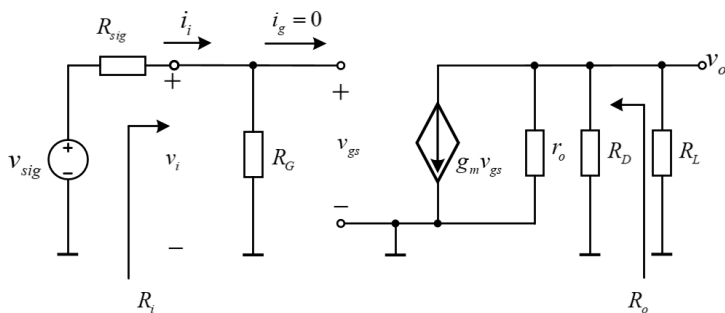 R_sig
i_i
i_g = 0
+
+
v_o
+
−
v_sig
v_i
R_G
v_gs
g_m v_gs
r_o
R_D
R_L
−
−
R_i
R_o